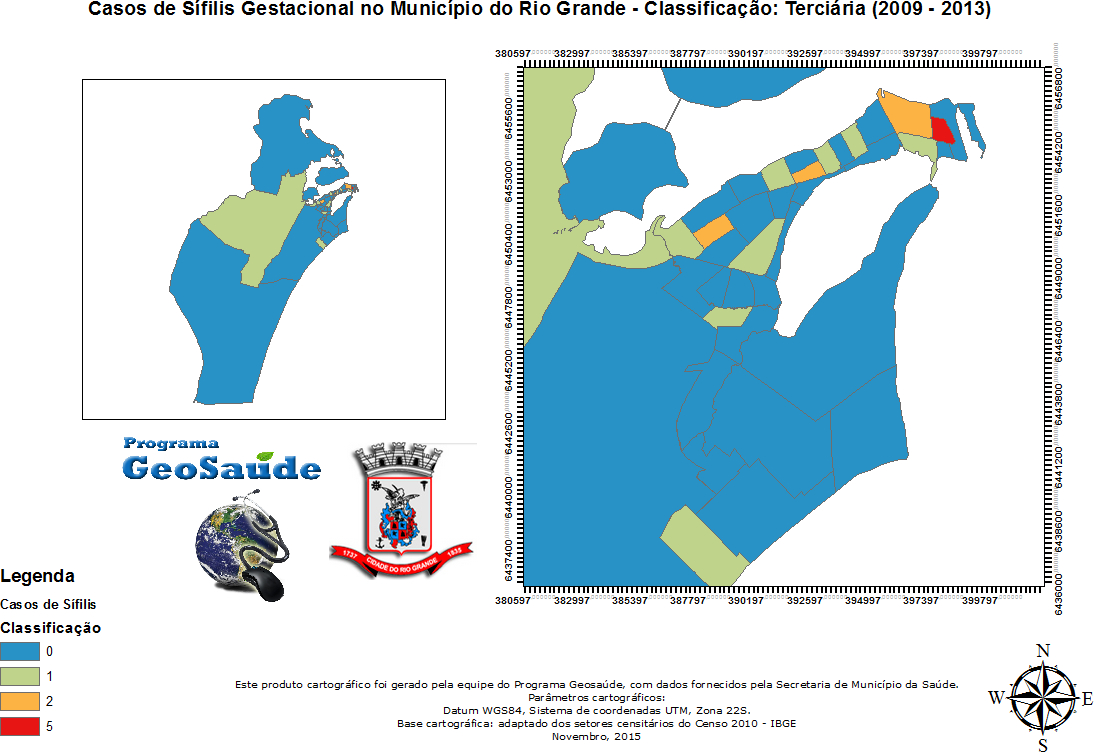 Casos de Sífilis Gestacional no Município do Rio Grande - Classificação: Terciária (2009 - 2013)
380597 382997 385397 387797 390197 392597 394997 397397 399797
6455600
6453000
6450400
6447800
6445200
6442600
6440000
6437400
6456800
6454200
6451600
6449000
6446400
6443800
6441200
6438600
6436000
380597 382997 385397 387797 390197 392597 394997 397397 399797
Programa
GeoSaúde
1737 CIDADE DO RIO GRANDE 1835
Legenda
Casos de Sífilis
Classificação
0
1
2
5
Este produto cartográfico foi gerado pela equipe do Programa Geosaúde, com dados fornecidos pela Secretaria de Município da Saúde.
Parâmetros cartográficos:
Datum WGS84, Sistema de coordenadas UTM, Zona 22S.
Base cartográfica: adaptado dos setores censitários do Censo 2010 - IBGE
Novembro, 2015
N
W E
S